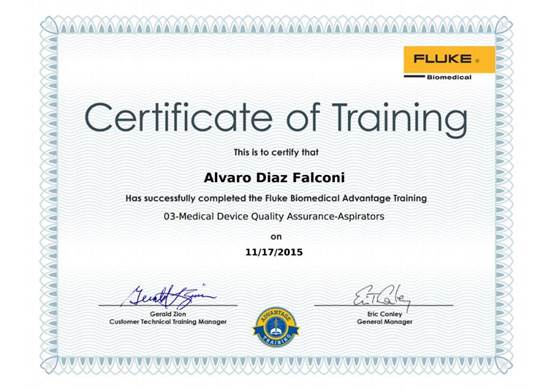 FLUKE®
Biomedical
Certificate of Training
This is to certify that
Alvaro Diaz Falconi
Has successfully completed the Fluke Biomedical Advantage Training
03-Medical Device Quality Assurance-Aspirators
on
11/17/2015
Gerald Zion
Customer Technical Training Manager
ADVANTAGE
TRAINING
Eric Conley
General Manager